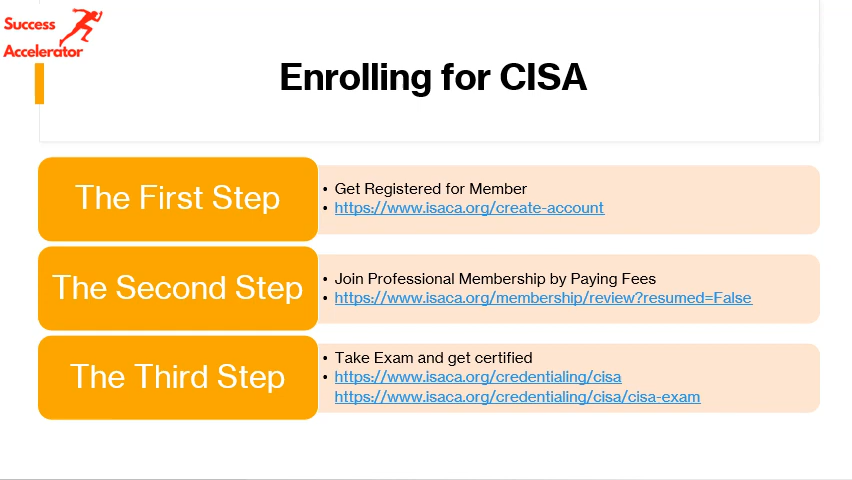 Success
Accelerator
Enrolling for CISA
The First Step
• Get Registered for Member
• https://www.isaca.org/create-account
The Second Step
• Join Professional Membership by Paying Fees
• https://www.isaca.org/membership/review?resumed=False
The Third Step
• Take Exam and get certified
• https://www.isaca.org/credentialing/cisa
https://www.isaca.org/credentialing/cisa/cisa-exam